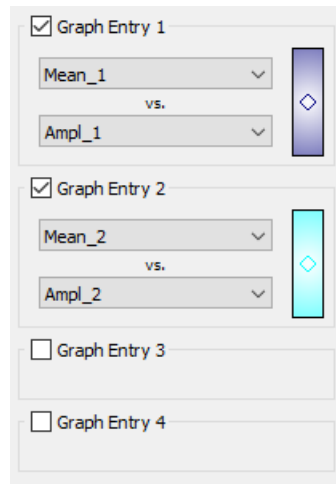 Graph Entry 1
Mean_1
vs.
Ampl_1
Graph Entry 2
Mean_2
vs.
Ampl_2
Graph Entry 3
Graph Entry 4